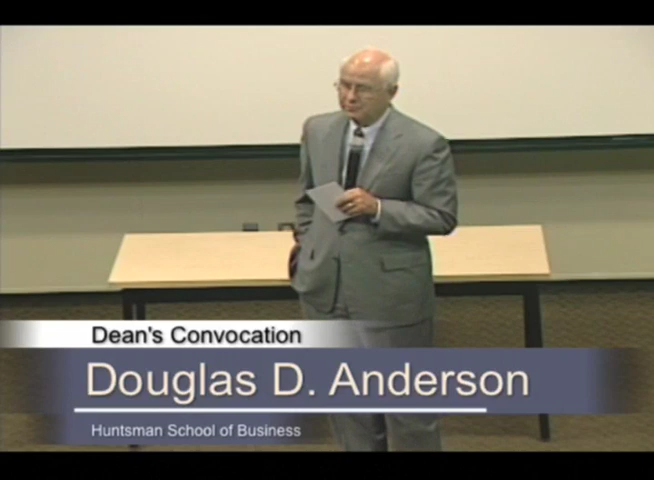 Dean's Convocation
Douglas D. Anderson
Huntsman School of Business